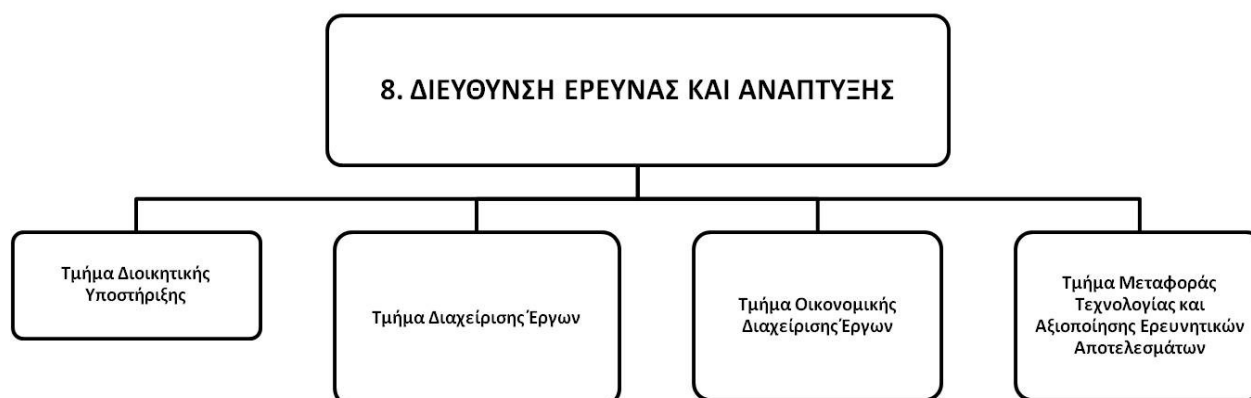 8. ΔΙΕΥΘΥΝΣΗ ΕΡΕΥΝΑΣ ΚΑΙ ΑΝΑΠΤΥΞΗΣ
Τμήμα Διοικητικής
Υποστήριξης
Τμήμα Διαχείρισης Έργων
Τμήμα Οικονομικής
Διαχείρισης Έργων
Τμήμα Μεταφοράς
Τεχνολογίας και
Αξιοποίησης Ερευνητικών
Αποτελεσμάτων